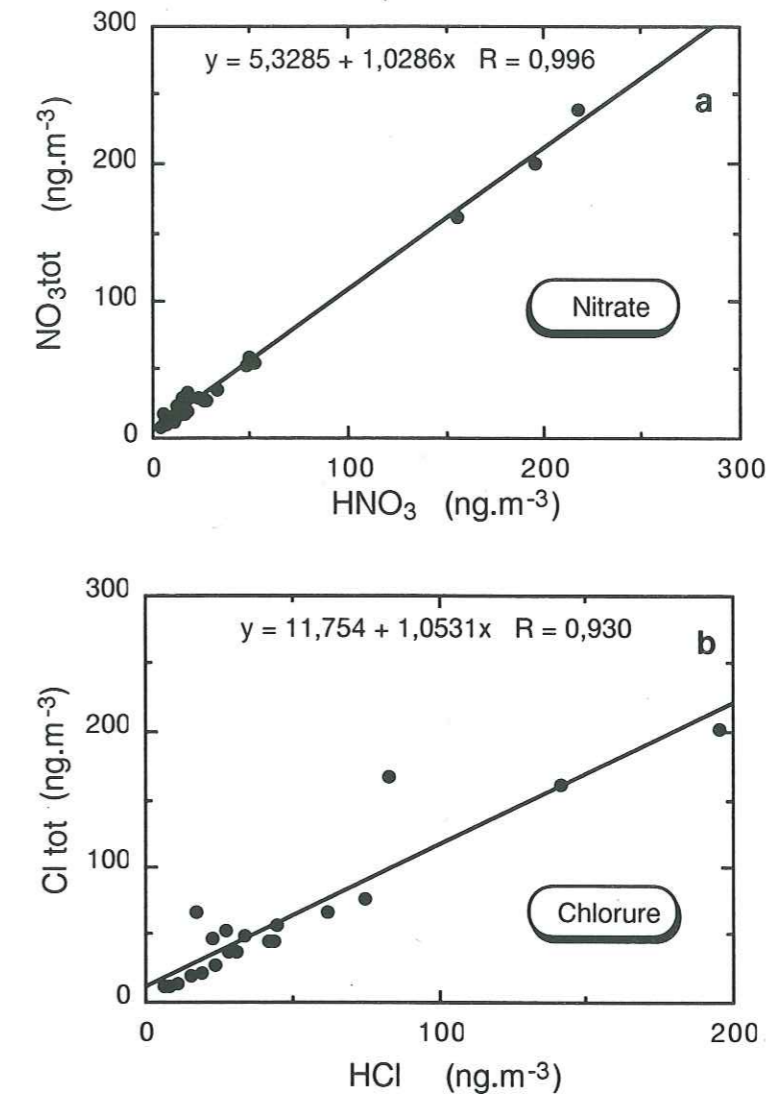 300
y = 5,3285 + 1,0286x R = 0,996
a
NO3tot (ng.m-3)
200
Nitrate
100
0
0 100 200 300
HNO3 (ng.m-3)
300
y = 11,754 + 1,0531x R = 0,930
b
Cl tot (ng.m-3)
200
100
Chlorure
0
0 100 200
HCl (ng.m-3)